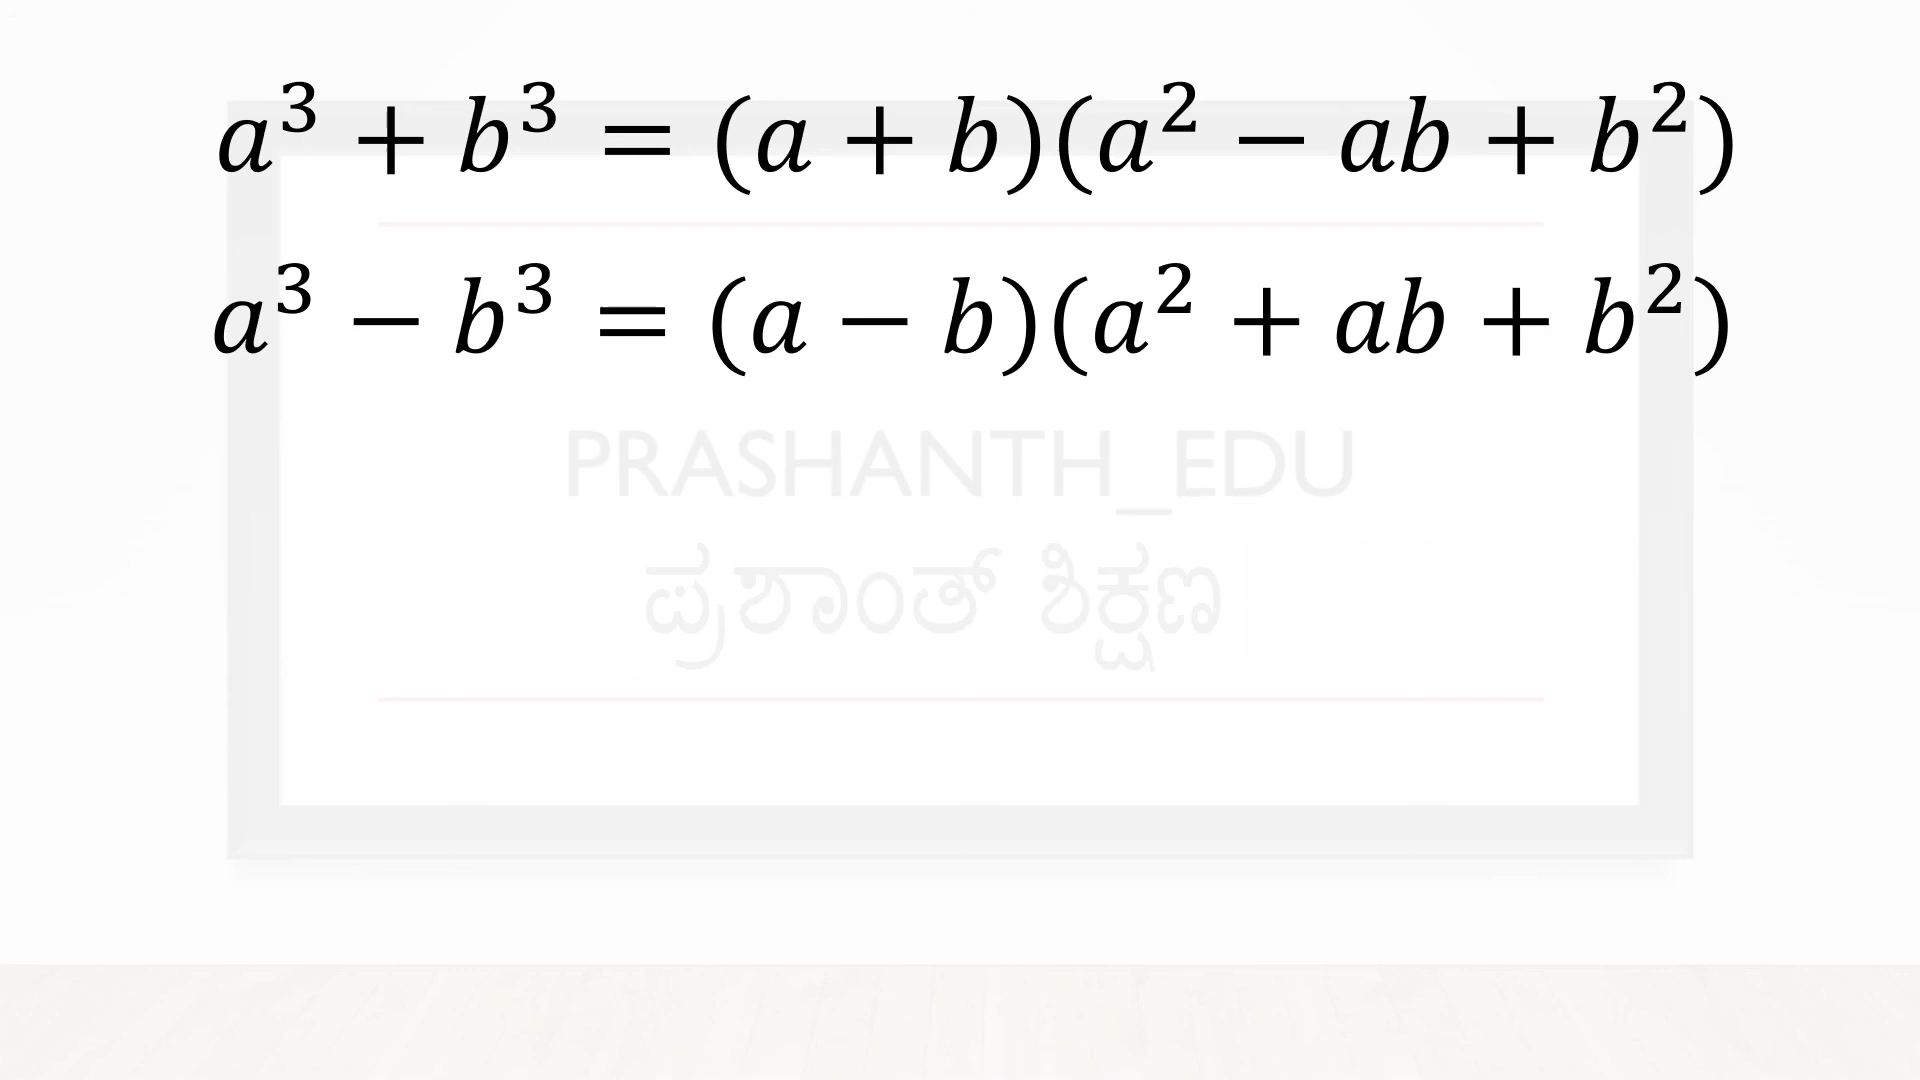 a³ + b³ = (a + b)(a² − ab + b²)
a³ − b³ = (a − b)(a² + ab + b²)
PRASHANTH_EDU
ಪ್ರಶಾಂತ್ ಶಿಕ್ಷಣ